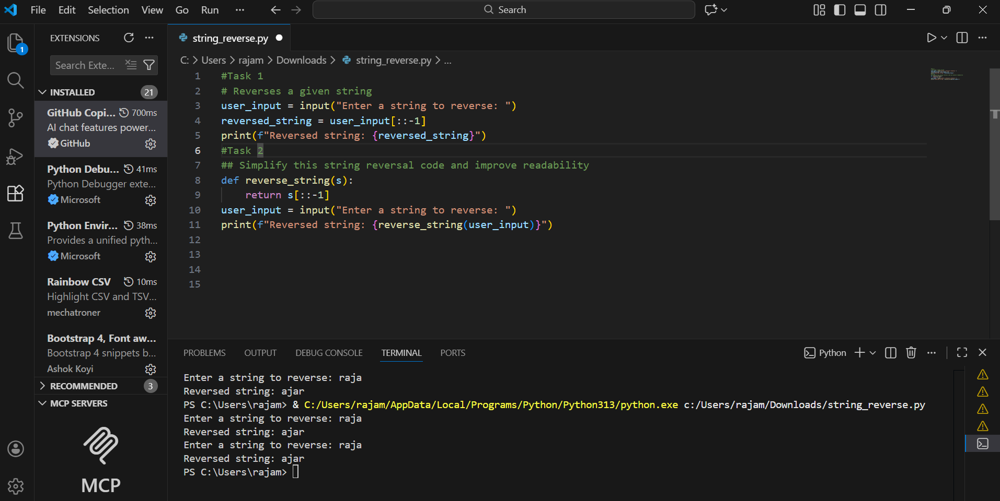 File Edit Selection View Go Run ··· Search
EXTENSIONS
Search Exte...
INSTALLED 21
GitHub Copi... 700ms
AI chat features power...
GitHub
Python Debu... 41ms
Python Debugger exte...
Microsoft
Python Envir... 38ms
Provides a unified pyth...
Microsoft
Rainbow CSV 10ms
Highlight CSV and TSV...
mechatroner
Bootstrap 4, Font aw...
Bootstrap 4 snippets b...
Ashok Koyi
RECOMMENDED 3
MCP SERVERS
MCP
1
string_reverse.py
C: > Users > rajam > Downloads > string_reverse.py > ...
1 #Task 1
2 # Reverses a given string
3 user_input = input("Enter a string to reverse: ")
4 reversed_string = user_input[::-1]
5 print(f"Reversed string: {reversed_string}")
6 #Task 2
7 ## Simplify this string reversal code and improve readability
8 def reverse_string(s):
9     return s[::-1]
10 user_input = input("Enter a string to reverse: ")
11 print(f"Reversed string: {reverse_string(user_input)}")
12
13
14
15
PROBLEMS OUTPUT DEBUG CONSOLE TERMINAL PORTS Python
Enter a string to reverse: raja
Reversed string: ajar
PS C:\Users\rajam> & C:/Users/rajam/AppData/Local/Programs/Python/Python313/python.exe c:/Users/rajam/Downloads/string_reverse.py
Enter a string to reverse: raja
Reversed string: ajar
Enter a string to reverse: raja
Reversed string: ajar
PS C:\Users\rajam>